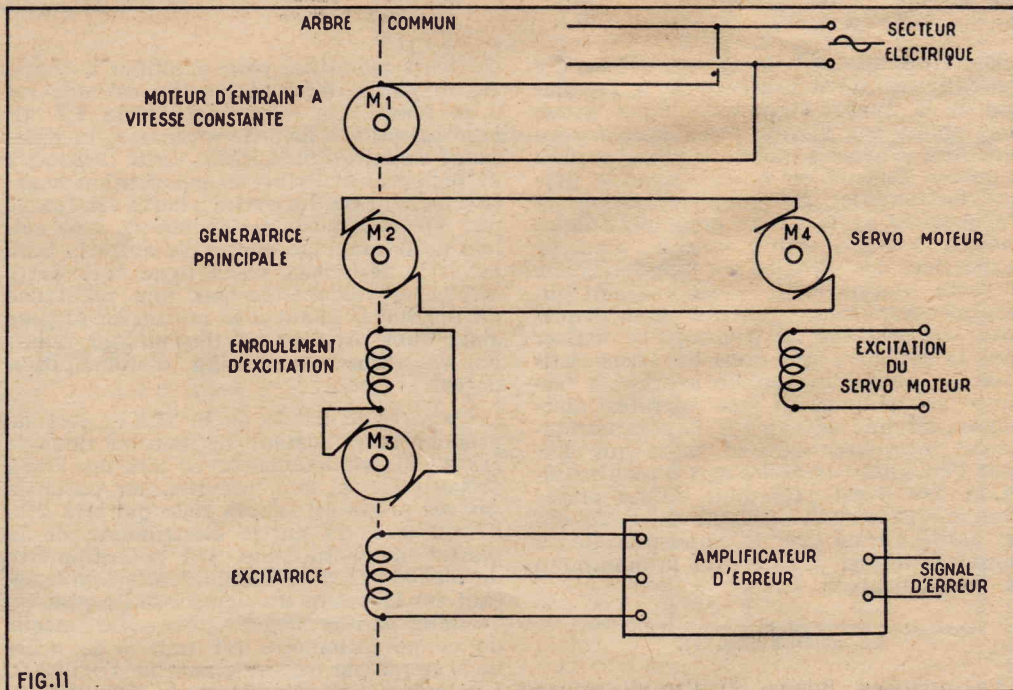 ARBRE | COMMUN
SECTEUR
ELECTRIQUE
MOTEUR D'ENTRAINᵀ A
VITESSE CONSTANTE
M1
GENERATRICE
PRINCIPALE
M2
M4
SERVO MOTEUR
ENROULEMENT
D'EXCITATION
EXCITATION
DU
SERVO MOTEUR
M3
EXCITATRICE
AMPLIFICATEUR
D'ERREUR
SIGNAL
D'ERREUR
FIG.11